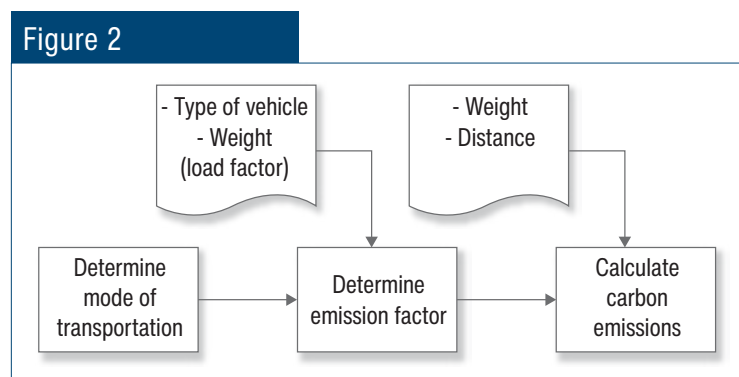 Figure 2
- Type of vehicle
- Weight
(load factor)
- Weight
- Distance
Determine
mode of
transportation
Determine
emission factor
Calculate
carbon
emissions